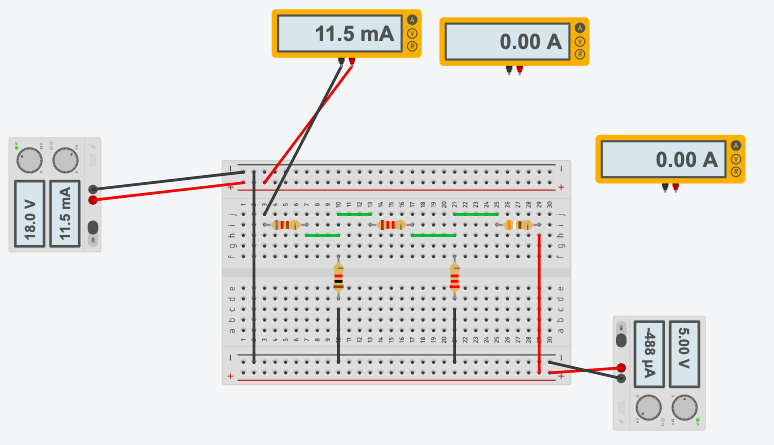 11.5 mA
A
V
R
0.00 A
A
V
R
0.00 A
A
V
R
18.0 V
11.5 mA
- -
+ +
1 2 3 4 5 6 7 8 9 10 11 12 13 14 15 16 17 18 19 20 21 22 23 24 25 26 27 28 29 30
j j
i i
h h
g g
f f
e e
d d
c c
b b
a a
1 2 3 4 5 6 7 8 9 10 11 12 13 14 15 16 17 18 19 20 21 22 23 24 25 26 27 28 29 30
- -
+ +
-488 µA
5.00 V